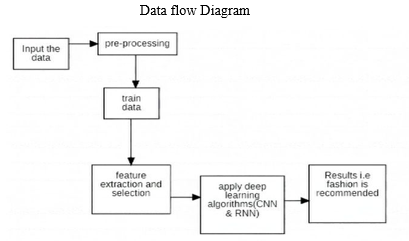 Data flow Diagram
Input the
data
pre-processing
train
data
feature
extraction and
selection
apply deep
learning
algorithms(CNN
& RNN)
Results i.e
fashion is
recommended